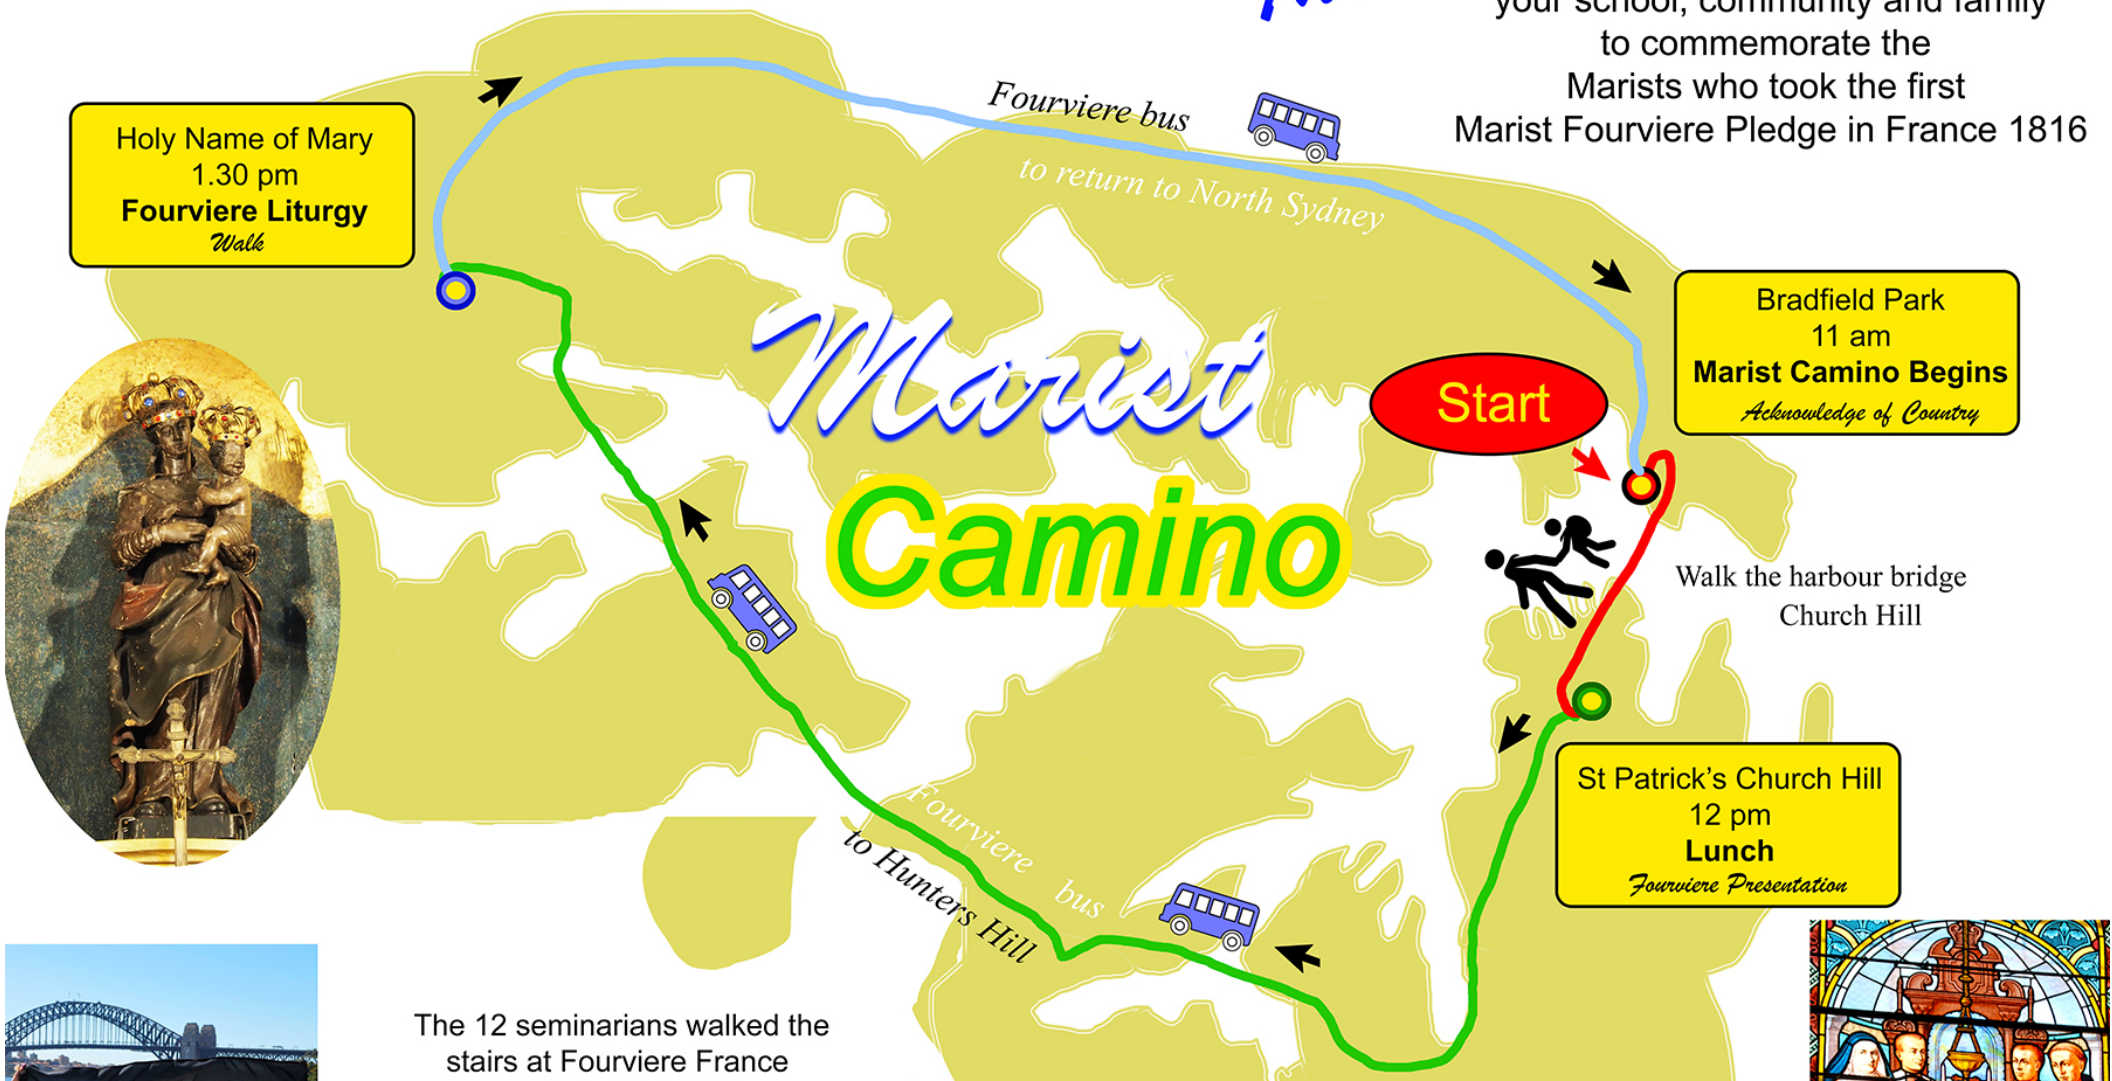 your school, community and family
to commemorate the
Marists who took the first
Marist Fourviere Pledge in France 1816
Fourviere bus
to return to North Sydney
Holy Name of Mary
1.30 pm
Fourviere Liturgy
Walk
Bradfield Park
11 am
Marist Camino Begins
Acknowledge of Country
Start
Marist
Camino
Walk the harbour bridge
Church Hill
St Patrick's Church Hill
12 pm
Lunch
Fourviere Presentation
Fourviere bus
to Hunters Hill
The 12 seminarians walked the
stairs at Fourviere France